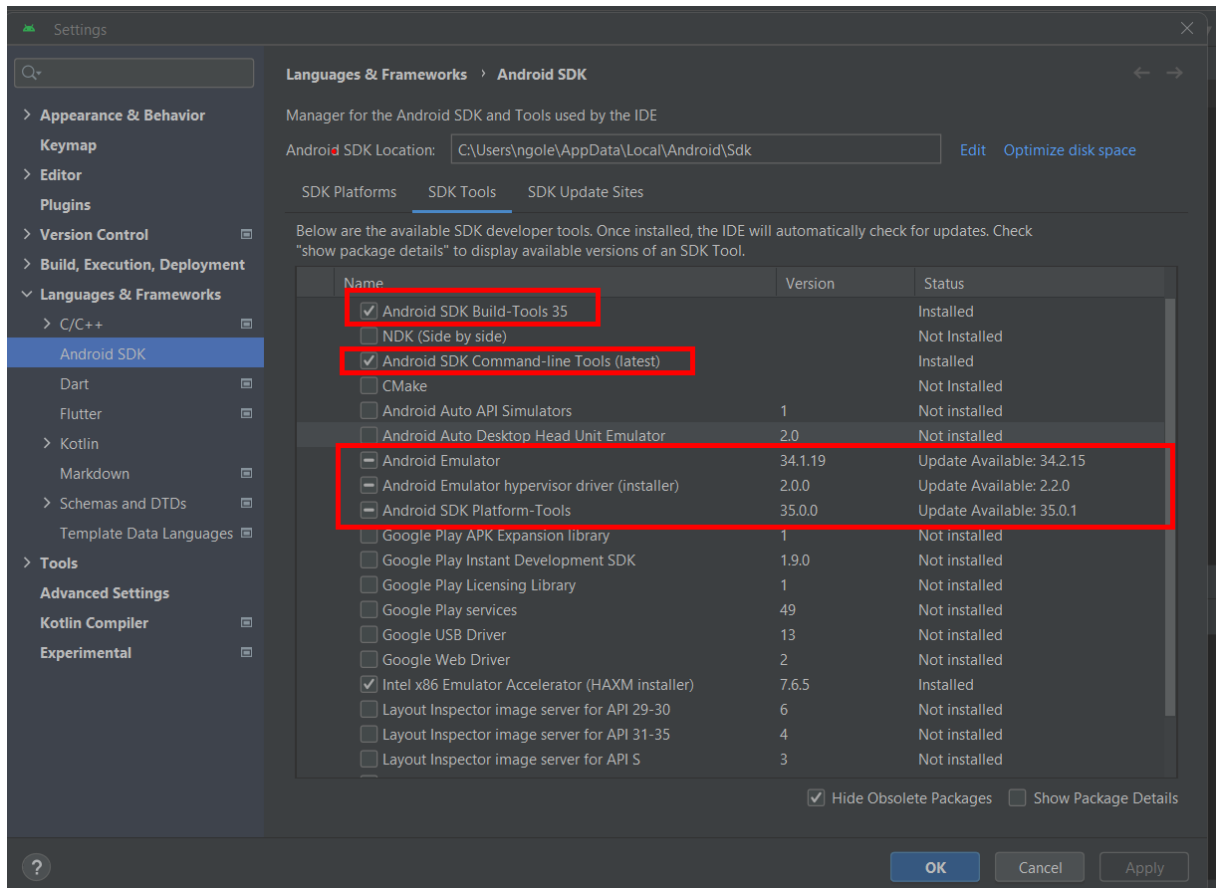 Settings
Languages & Frameworks › Android SDK
Manager for the Android SDK and Tools used by the IDE
Android SDK Location: C:\Users\ngole\AppData\Local\Android\Sdk Edit Optimize disk space
SDK Platforms SDK Tools SDK Update Sites
Below are the available SDK developer tools. Once installed, the IDE will automatically check for updates. Check
"show package details" to display available versions of an SDK Tool.
Appearance & Behavior
Keymap
Editor
Plugins
Version Control
Build, Execution, Deployment
Languages & Frameworks
C/C++
Android SDK
Dart
Flutter
Kotlin
Markdown
Schemas and DTDs
Template Data Languages
Tools
Advanced Settings
Kotlin Compiler
Experimental
Name Version Status
Android SDK Build-Tools 35 Installed
NDK (Side by side) Not Installed
Android SDK Command-line Tools (latest) Installed
CMake Not Installed
Android Auto API Simulators 1 Not installed
Android Auto Desktop Head Unit Emulator 2.0 Not installed
Android Emulator 34.1.19 Update Available: 34.2.15
Android Emulator hypervisor driver (installer) 2.0.0 Update Available: 2.2.0
Android SDK Platform-Tools 35.0.0 Update Available: 35.0.1
Google Play APK Expansion library 1 Not installed
Google Play Instant Development SDK 1.9.0 Not installed
Google Play Licensing Library 1 Not installed
Google Play services 49 Not installed
Google USB Driver 13 Not installed
Google Web Driver 2 Not installed
Intel x86 Emulator Accelerator (HAXM installer) 7.6.5 Installed
Layout Inspector image server for API 29-30 6 Not installed
Layout Inspector image server for API 31-35 4 Not installed
Layout Inspector image server for API S 3 Not installed
Hide Obsolete Packages Show Package Details
? OK Cancel Apply